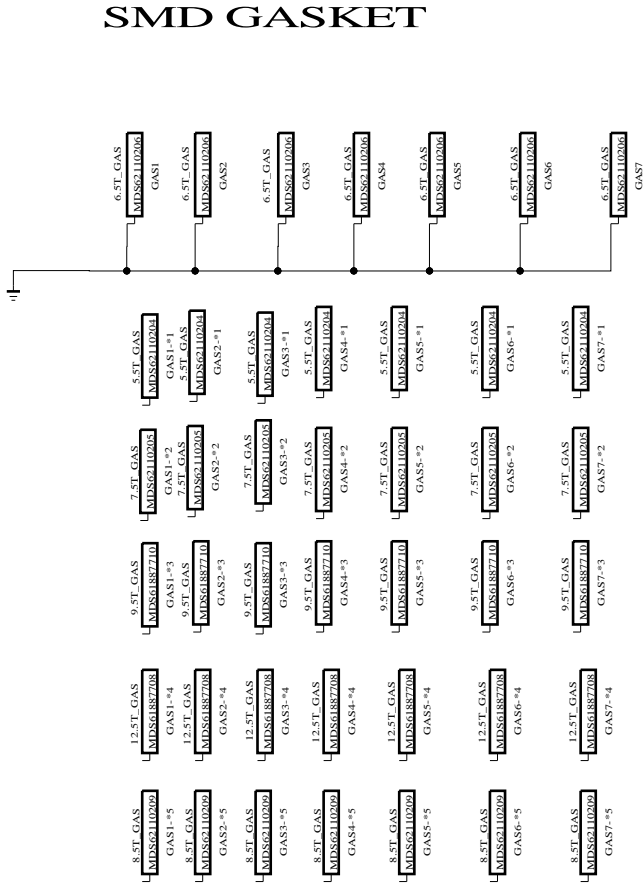 SMD GASKET
6.5T_GAS
MDS62110206
GAS1
6.5T_GAS
MDS62110206
GAS2
6.5T_GAS
MDS62110206
GAS3
6.5T_GAS
MDS62110206
GAS4
6.5T_GAS
MDS62110206
GAS5
6.5T_GAS
MDS62110206
GAS6
6.5T_GAS
MDS62110206
GAS7
5.5T_GAS
MDS62110204
GAS1-*1
5.5T_GAS
MDS62110204
GAS2-*1
5.5T_GAS
MDS62110204
GAS3-*1
5.5T_GAS
MDS62110204
GAS4-*1
5.5T_GAS
MDS62110204
GAS5-*1
5.5T_GAS
MDS62110204
GAS6-*1
5.5T_GAS
MDS62110204
GAS7-*1
7.5T_GAS
MDS62110205
GAS1-*2
7.5T_GAS
MDS62110205
GAS2-*2
7.5T_GAS
MDS62110205
GAS3-*2
7.5T_GAS
MDS62110205
GAS4-*2
7.5T_GAS
MDS62110205
GAS5-*2
7.5T_GAS
MDS62110205
GAS6-*2
7.5T_GAS
MDS62110205
GAS7-*2
9.5T_GAS
MDS61887710
GAS1-*3
9.5T_GAS
MDS61887710
GAS2-*3
9.5T_GAS
MDS61887710
GAS3-*3
9.5T_GAS
MDS61887710
GAS4-*3
9.5T_GAS
MDS61887710
GAS5-*3
9.5T_GAS
MDS61887710
GAS6-*3
9.5T_GAS
MDS61887710
GAS7-*3
12.5T_GAS
MDS61887708
GAS1-*4
12.5T_GAS
MDS61887708
GAS2-*4
12.5T_GAS
MDS61887708
GAS3-*4
12.5T_GAS
MDS61887708
GAS4-*4
12.5T_GAS
MDS61887708
GAS5-*4
12.5T_GAS
MDS61887708
GAS6-*4
12.5T_GAS
MDS61887708
GAS7-*4
8.5T_GAS
MDS62110209
GAS1-*5
8.5T_GAS
MDS62110209
GAS2-*5
8.5T_GAS
MDS62110209
GAS3-*5
8.5T_GAS
MDS62110209
GAS4-*5
8.5T_GAS
MDS62110209
GAS5-*5
8.5T_GAS
MDS62110209
GAS6-*5
8.5T_GAS
MDS62110209
GAS7-*5